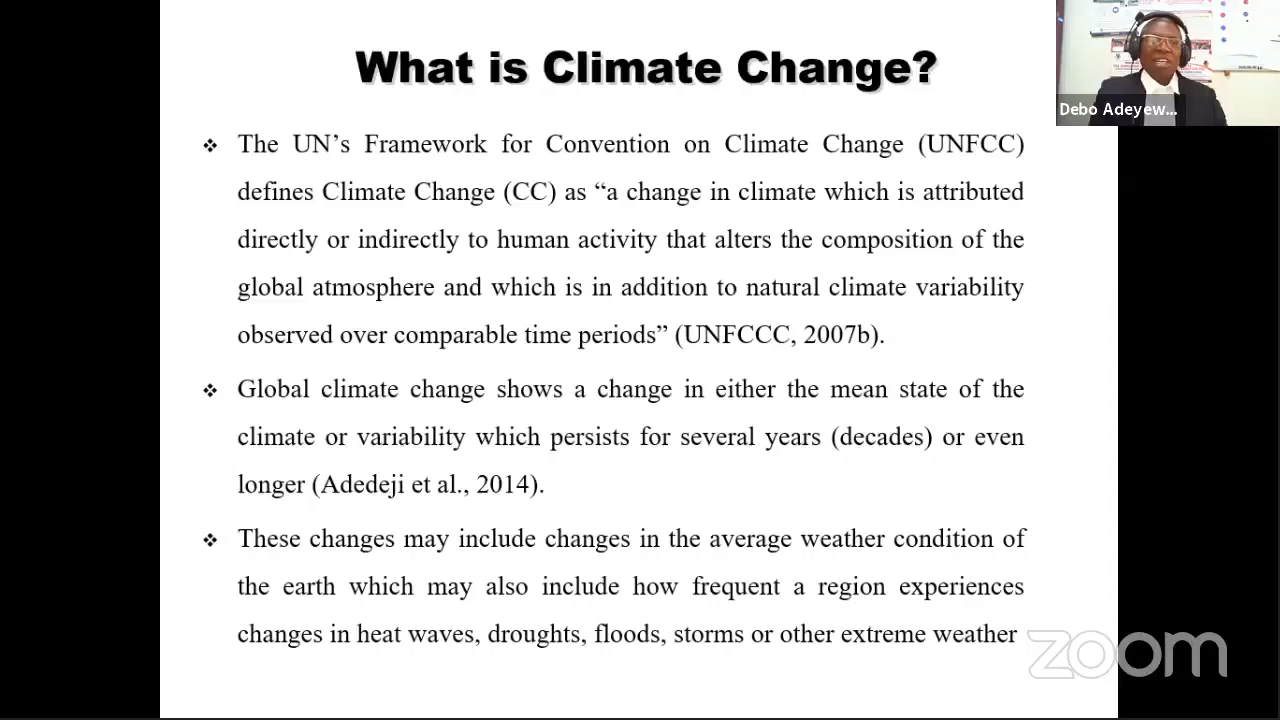 What is Climate Change?
Debo Adeyew...
❖ The UN’s Framework for Convention on Climate Change (UNFCC)
defines Climate Change (CC) as “a change in climate which is attributed
directly or indirectly to human activity that alters the composition of the
global atmosphere and which is in addition to natural climate variability
observed over comparable time periods” (UNFCCC, 2007b).
❖ Global climate change shows a change in either the mean state of the
climate or variability which persists for several years (decades) or even
longer (Adedeji et al., 2014).
❖ These changes may include changes in the average weather condition of
the earth which may also include how frequent a region experiences
changes in heat waves, droughts, floods, storms or other extreme weather
zoom